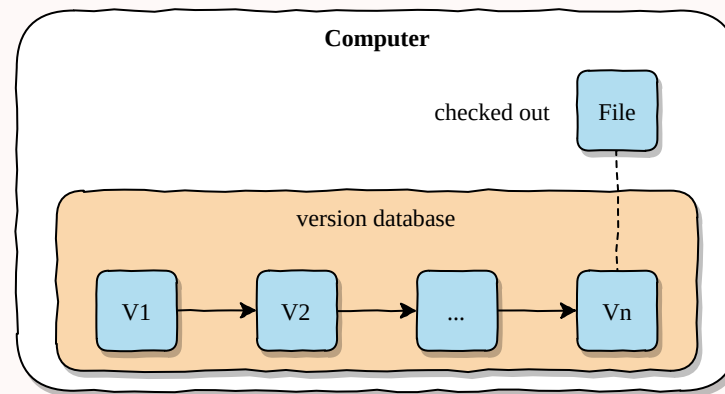 Computer
checked out File
version database
V1 V2 ... Vn